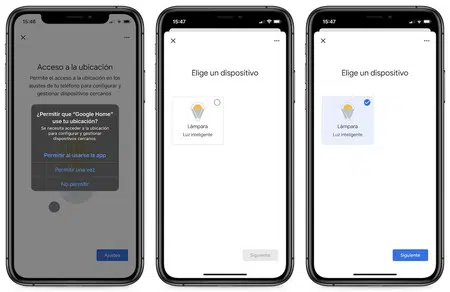 15:46
Acceso a la ubicación
Permite el acceso a la ubicación en los
ajustes de tu teléfono para configurar y
gestionar dispositivos cercanos.
¿Permitir que "Google Home"
use tu ubicación?
Se necesita acceder a la ubicación
para configurar y gestionar
dispositivos cercanos.
Permitir al usarse la app
Permitir una vez
No permitir
Ajustes
15:47
Elige un dispositivo
Lámpara
Luz inteligente
Siguiente
15:47
Elige un dispositivo
Lámpara
Luz inteligente
Siguiente